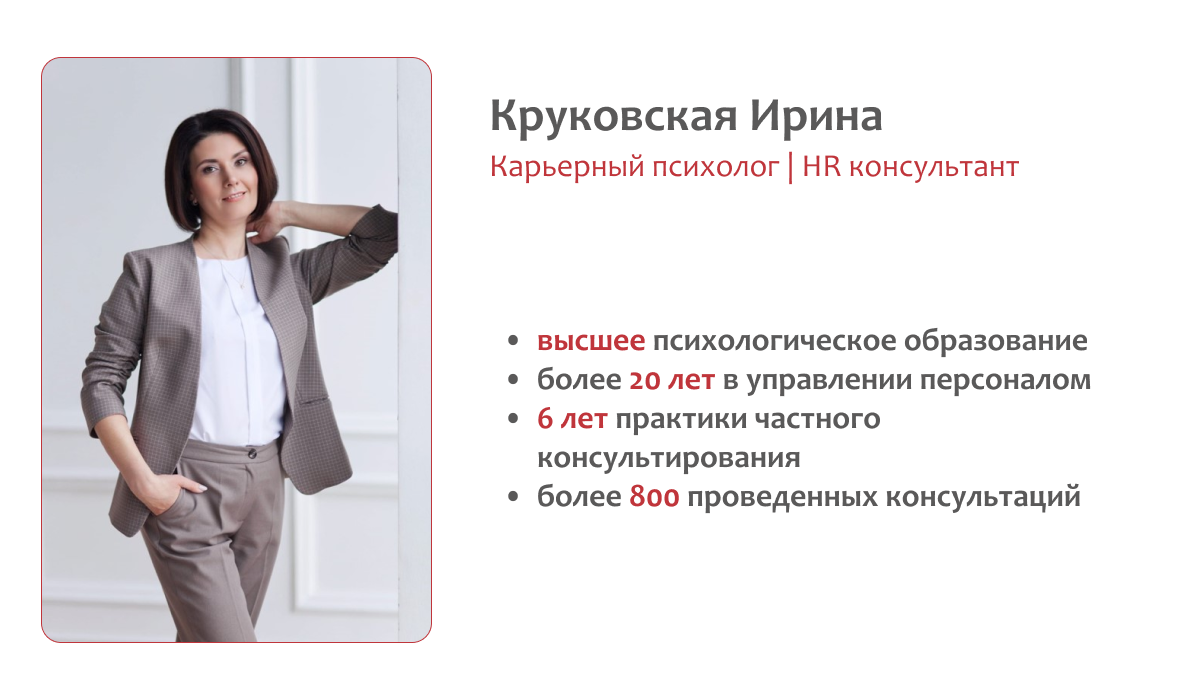 Круковская Ирина
Карьерный психолог | HR консультант
• высшее психологическое образование
• более 20 лет в управлении персоналом
• 6 лет практики частного
консультирования
• более 800 проведенных консультаций